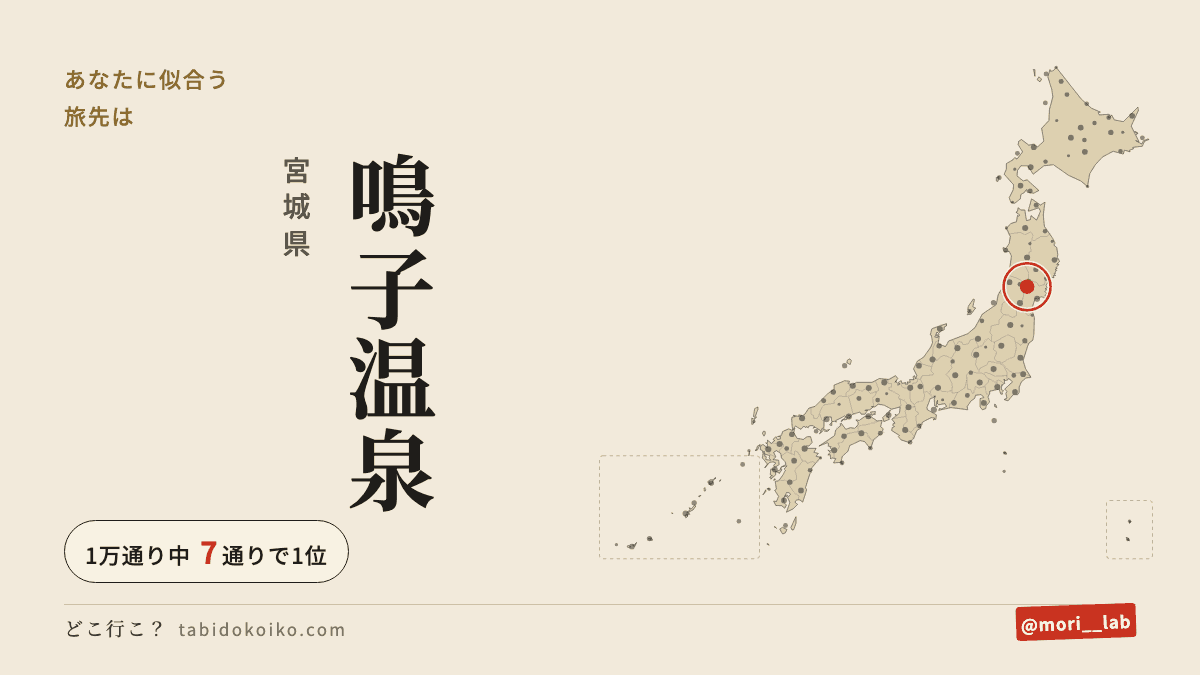 あなたに似合う
旅先は
鳴子温泉
宮城県
1万通り中 7通りで1位
どこ行こ? tabidokoiko.com
@mori__lab